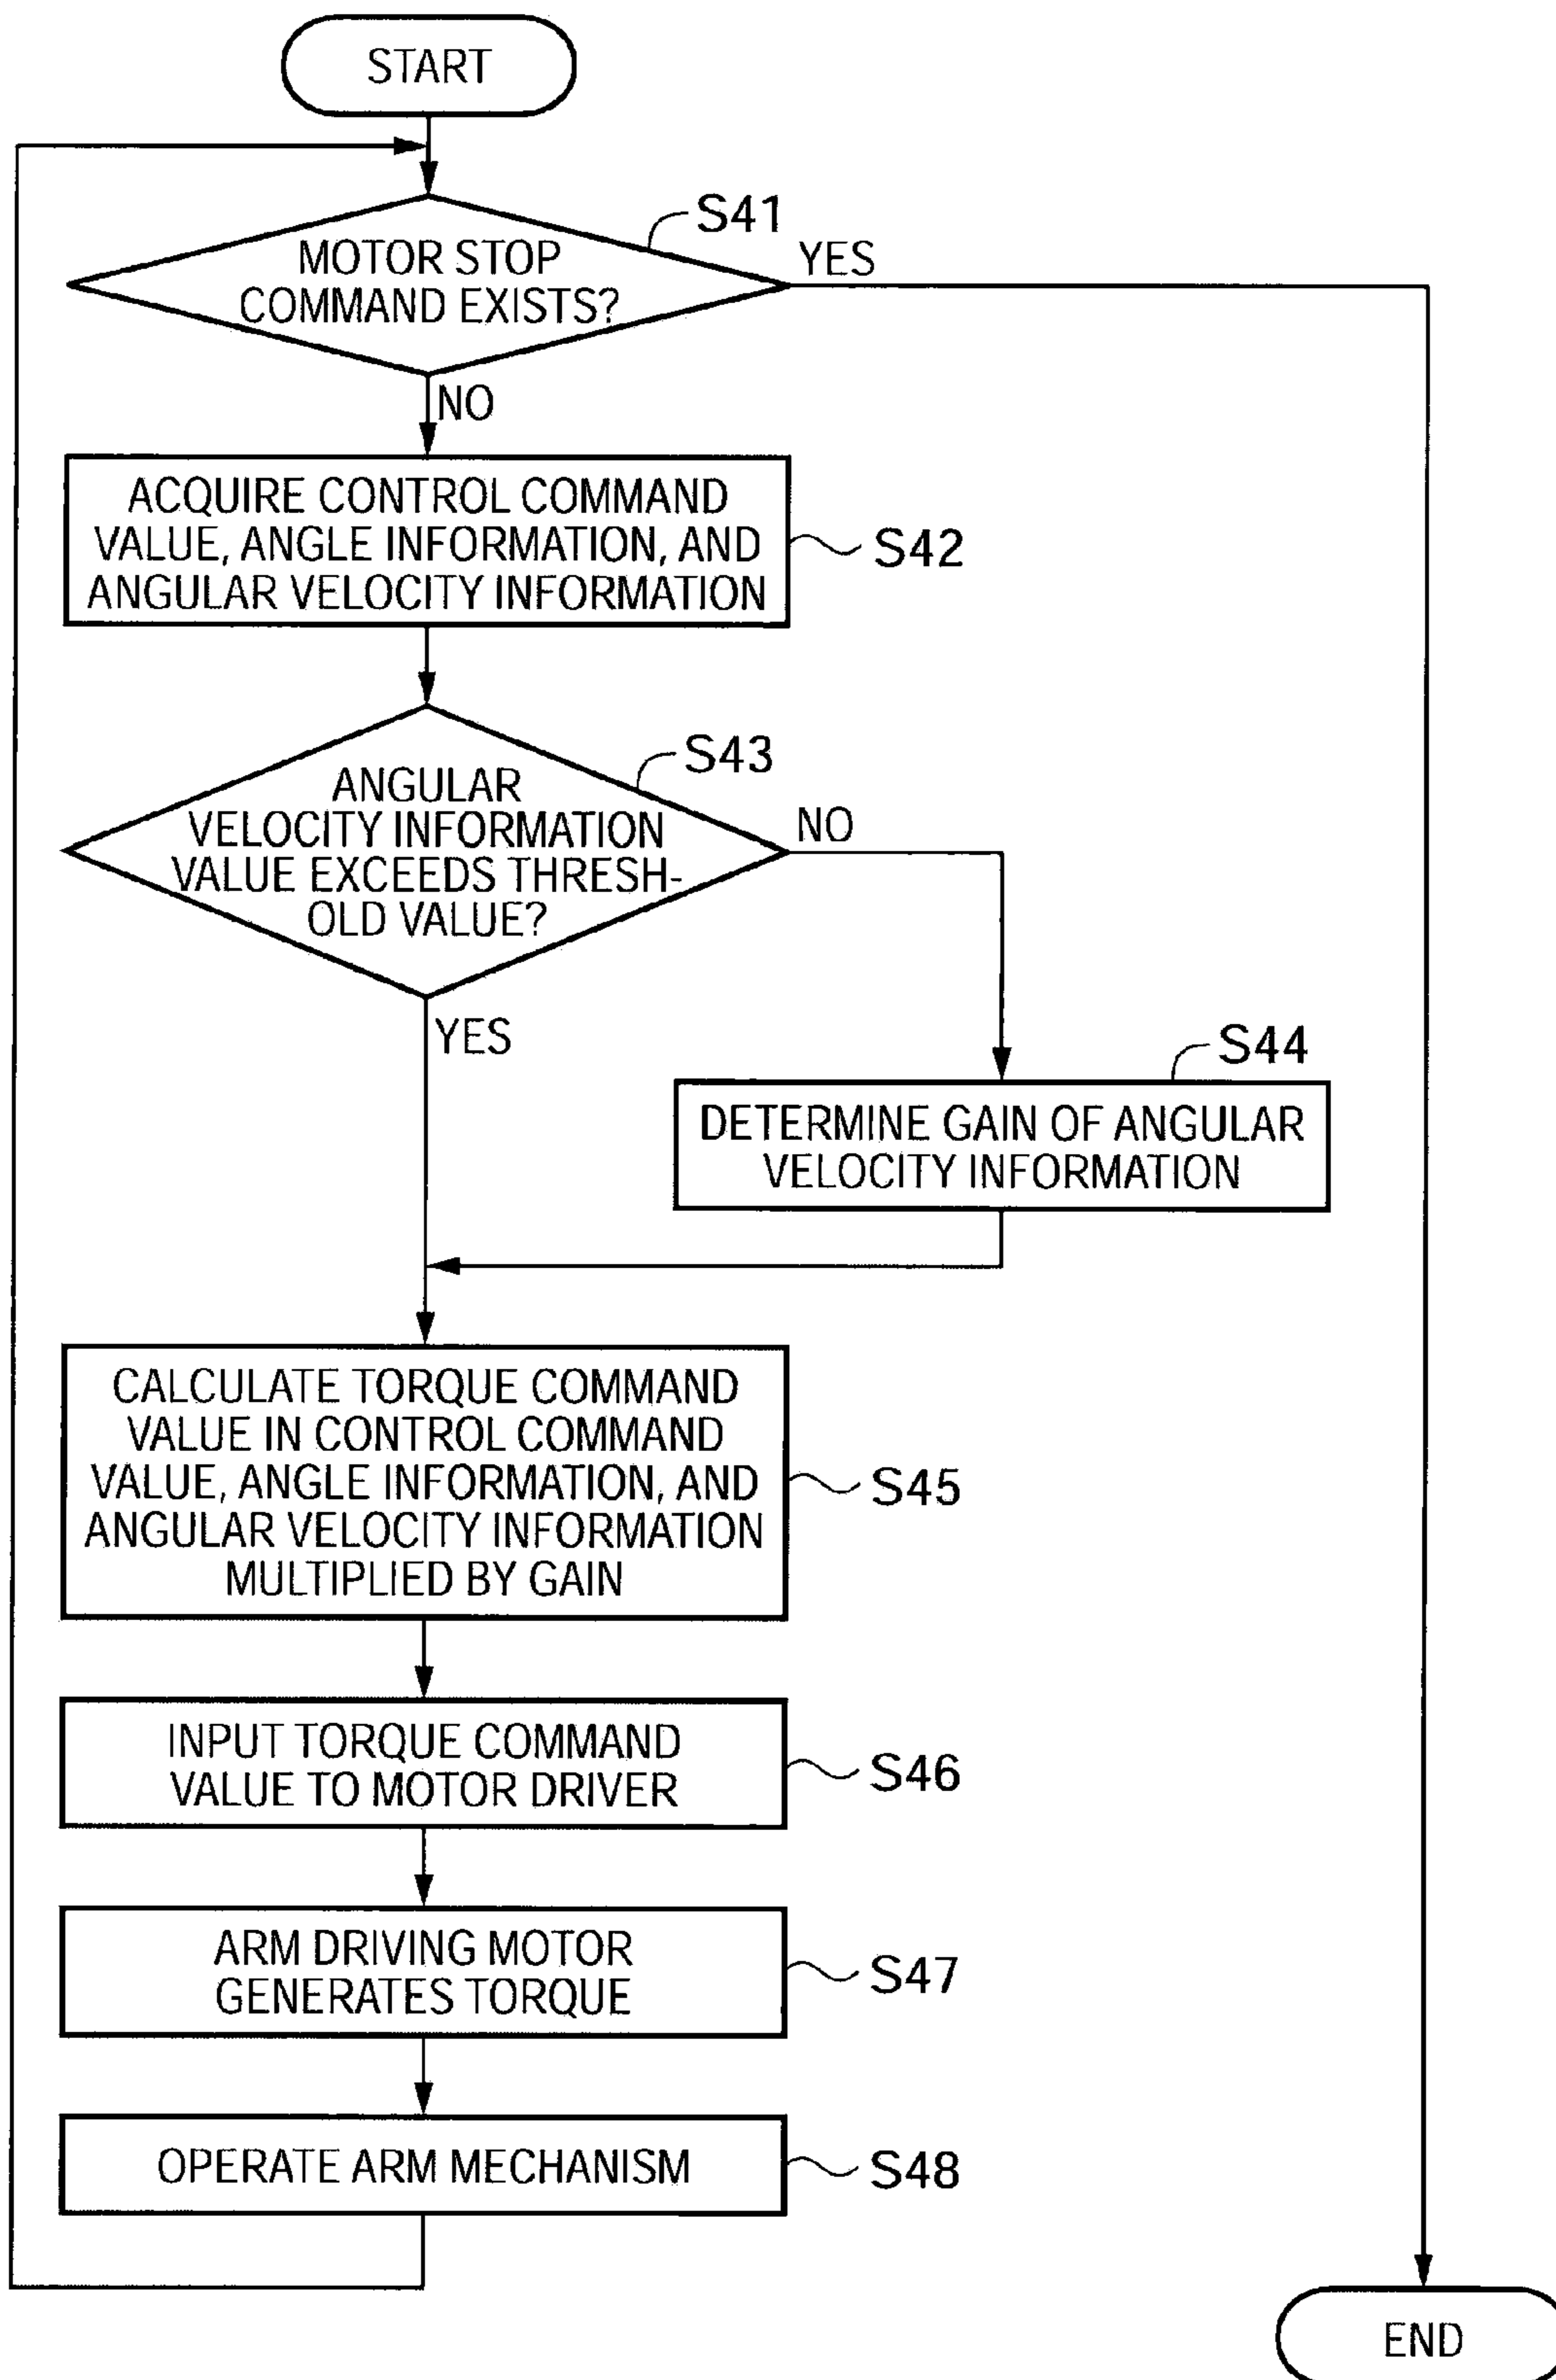 START
S41
MOTOR STOP
COMMAND EXISTS?
YES
NO
ACQUIRE CONTROL COMMAND
VALUE, ANGLE INFORMATION, AND
ANGULAR VELOCITY INFORMATION
S42
S43
ANGULAR
VELOCITY INFORMATION
VALUE EXCEEDS THRESH-
OLD VALUE?
NO
YES
S44
DETERMINE GAIN OF ANGULAR
VELOCITY INFORMATION
CALCULATE TORQUE COMMAND
VALUE IN CONTROL COMMAND
VALUE, ANGLE INFORMATION, AND
ANGULAR VELOCITY INFORMATION
MULTIPLIED BY GAIN
S45
INPUT TORQUE COMMAND
VALUE TO MOTOR DRIVER
S46
ARM DRIVING MOTOR
GENERATES TORQUE
S47
OPERATE ARM MECHANISM
S48
END